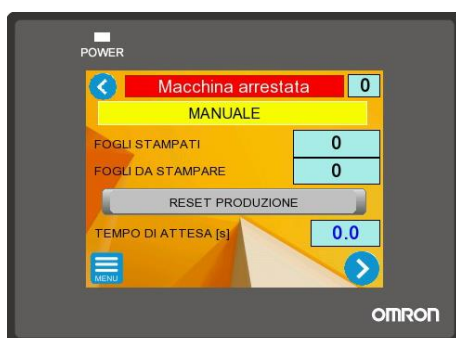 POWER
Macchina arrestata 0
MANUALE
FOGLI STAMPATI 0
FOGLI DA STAMPARE 0
RESET PRODUZIONE
TEMPO DI ATTESA [s] 0.0
MENU
OMRON